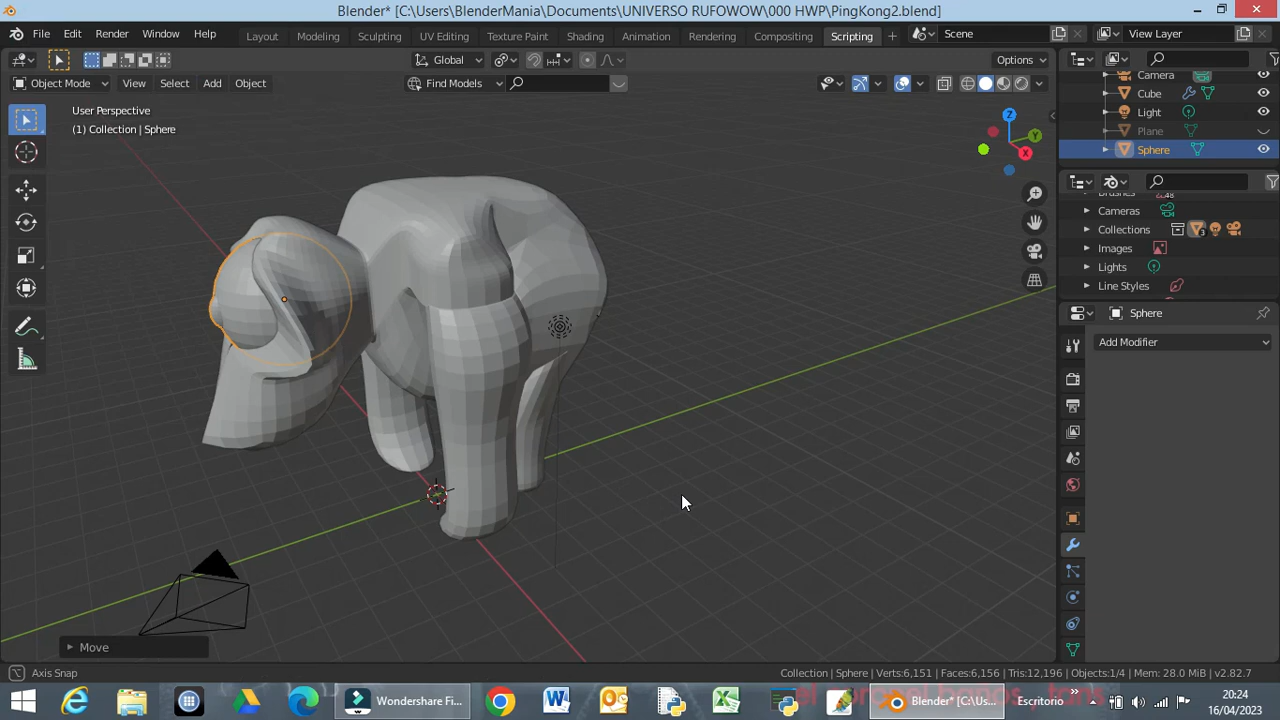 Blender* [C:\Users\BlenderMania\Documents\UNIVERSO RUFOWOW\000 HWP\PingKong2.blend]
File Edit Render Window Help Layout Modeling Sculpting UV Editing Texture Paint Shading Animation Rendering Compositing Scripting + Scene View Layer
Global Options
Object Mode View Select Add Object Find Models
User Perspective
(1) Collection | Sphere
Z
Y
X
Camera
Cube
Light
Plane
Sphere
Cameras
Collections 3
Images
Lights
Line Styles
Sphere
Add Modifier
Move
Axis Snap
Collection | Sphere | Verts:6,151 | Faces:6,156 | Tris:12,196 | Objects:1/4 | Mem: 28.0 MiB | v2.82.7
Wondershare Fi...
Blender* [C:\Us...
Escritorio
20:24
16/04/2023